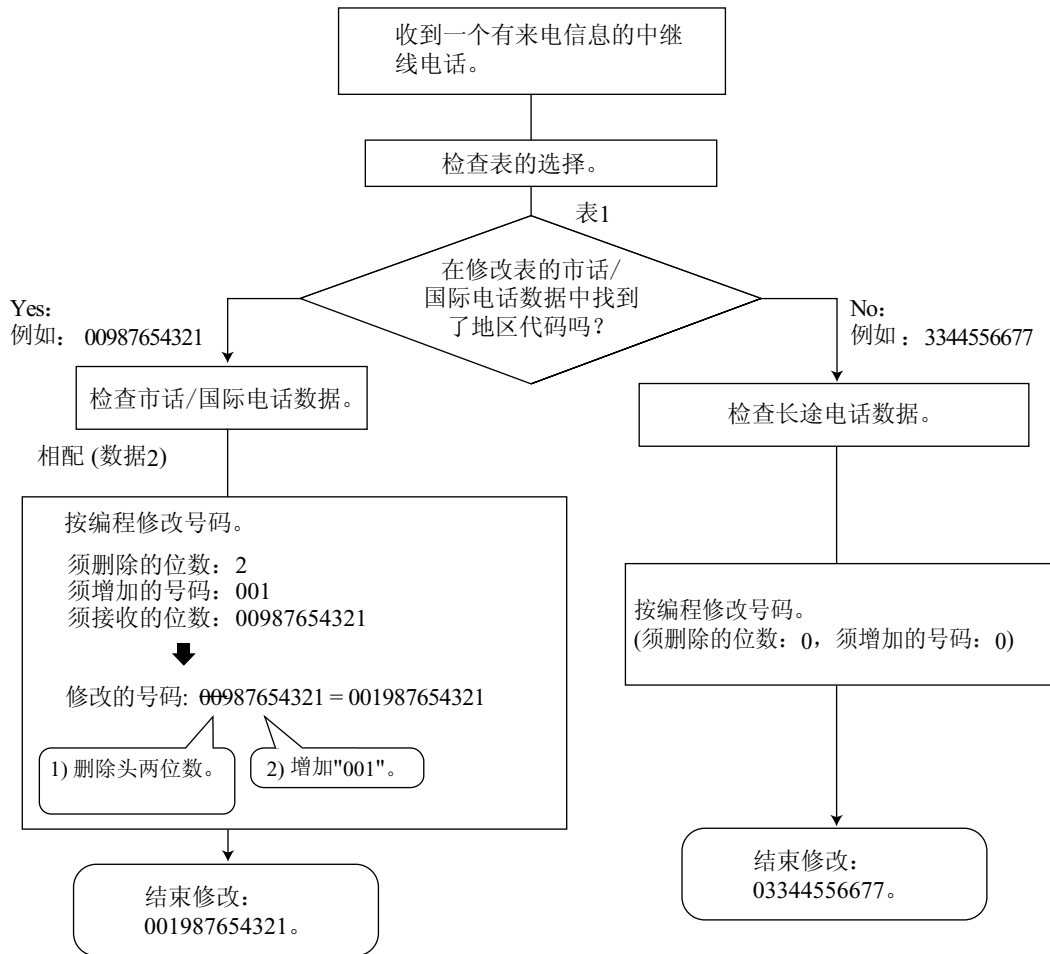 收到一个有来电信息的中继
线电话。
检查表的选择。
表1
在修改表的市话/
国际电话数据中找到
了地区代码吗？
Yes：
例如：00987654321
No：
例如：3344556677
检查市话/国际电话数据。
检查长途电话数据。
相配 (数据2)
按编程修改号码。
须删除的位数：2
须增加的号码：001
须接收的位数：00987654321
修改的号码: 00987654321 = 001987654321
1) 删除头两位数。
2) 增加"001"。
按编程修改号码。
(须删除的位数：0，须增加的号码：0)
结束修改：
001987654321。
结束修改：
03344556677。